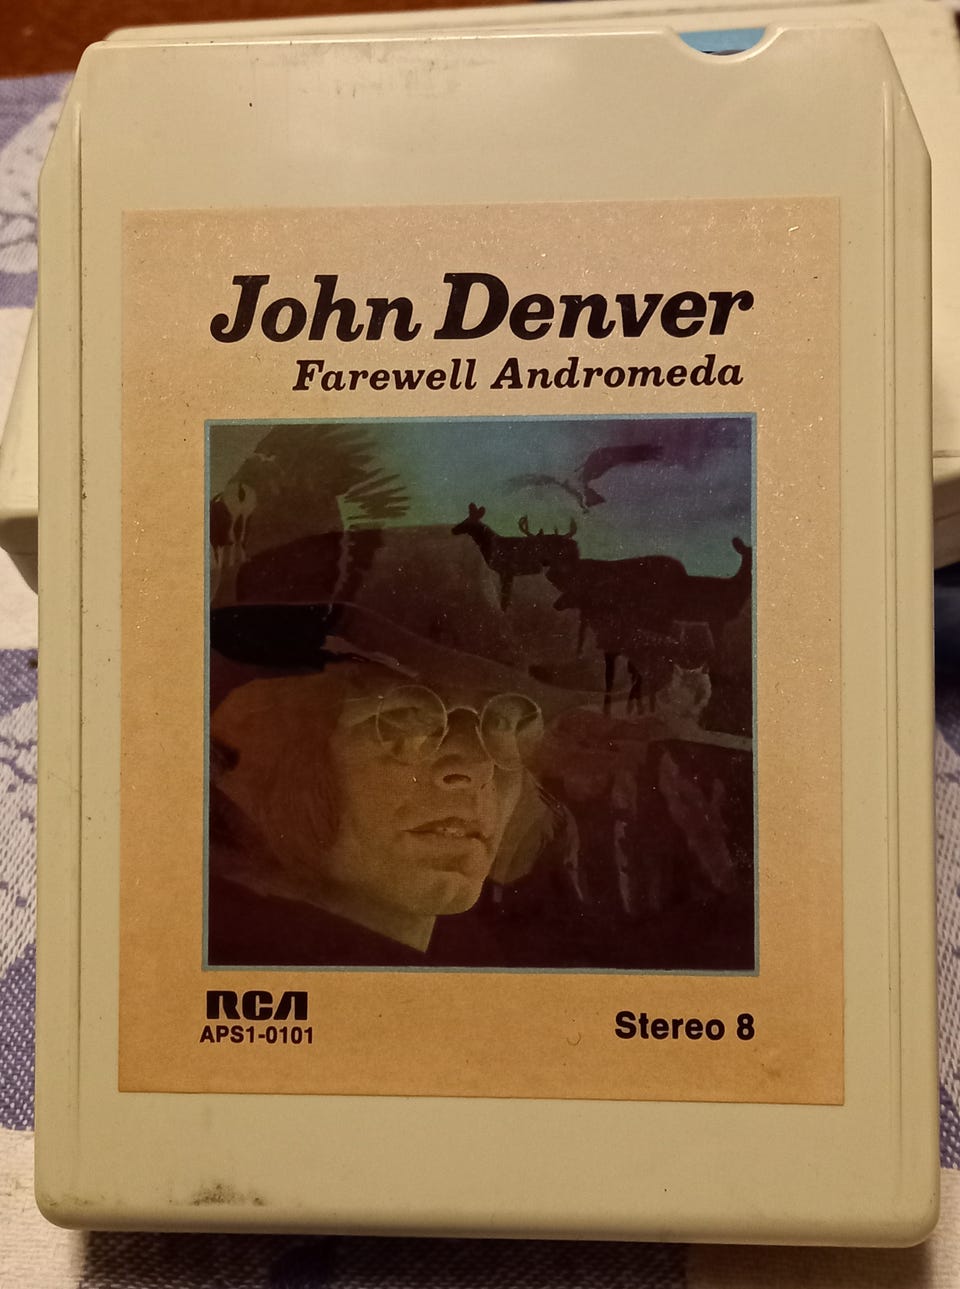 John Denver
Farewell Andromeda
RCA
APS1-0101
Stereo 8